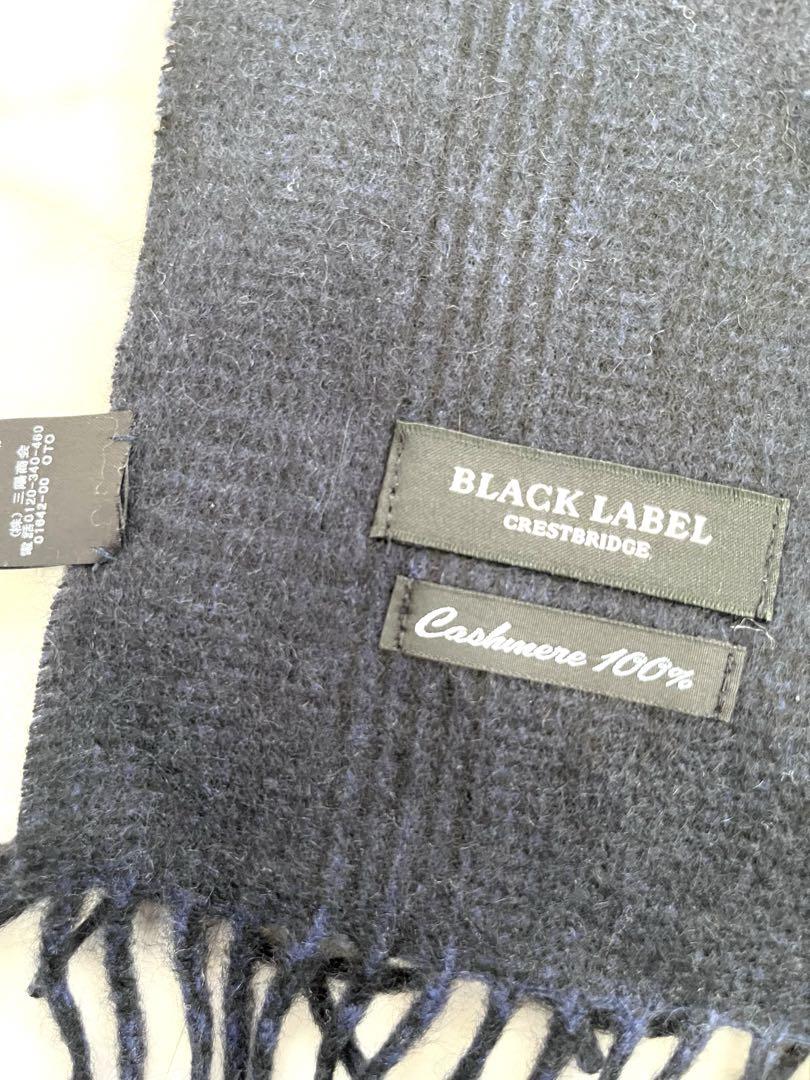 (株)三陽商会
電話0120-340-460
01642-00 OTO
BLACK LABEL
CRESTBRIDGE
Cashmere 100%